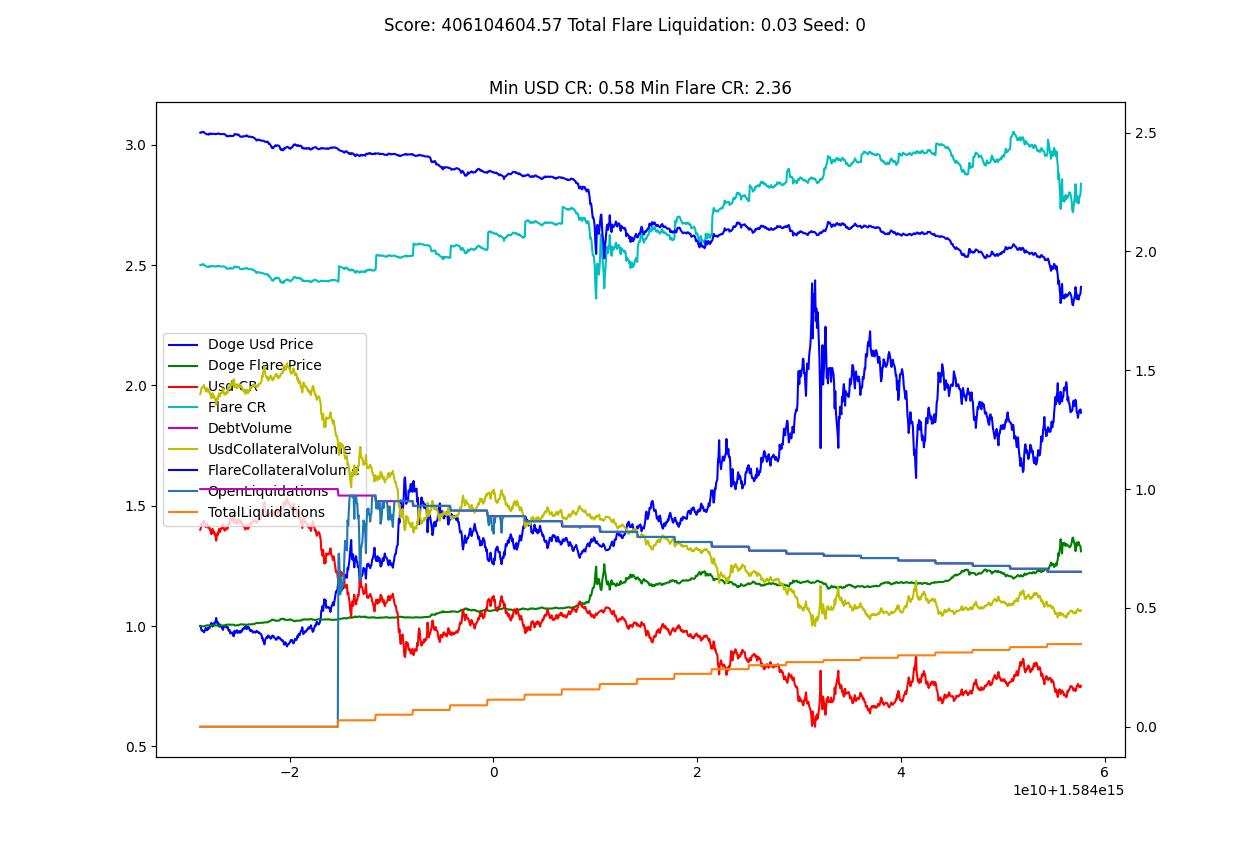 Score: 406104604.57 Total Flare Liquidation: 0.03 Seed: 0
Min USD CR: 0.58 Min Flare CR: 2.36
3.0
2.5
2.0
1.5
1.0
0.5
2.5
2.0
1.5
1.0
0.5
0.0
Doge Usd Price
Doge Flare Price
Usd CR
Flare CR
DebtVolume
UsdCollateralVolume
FlareCollateralVolume
OpenLiquidations
TotalLiquidations
−2 0 2 4 6
1e10+1.584e15